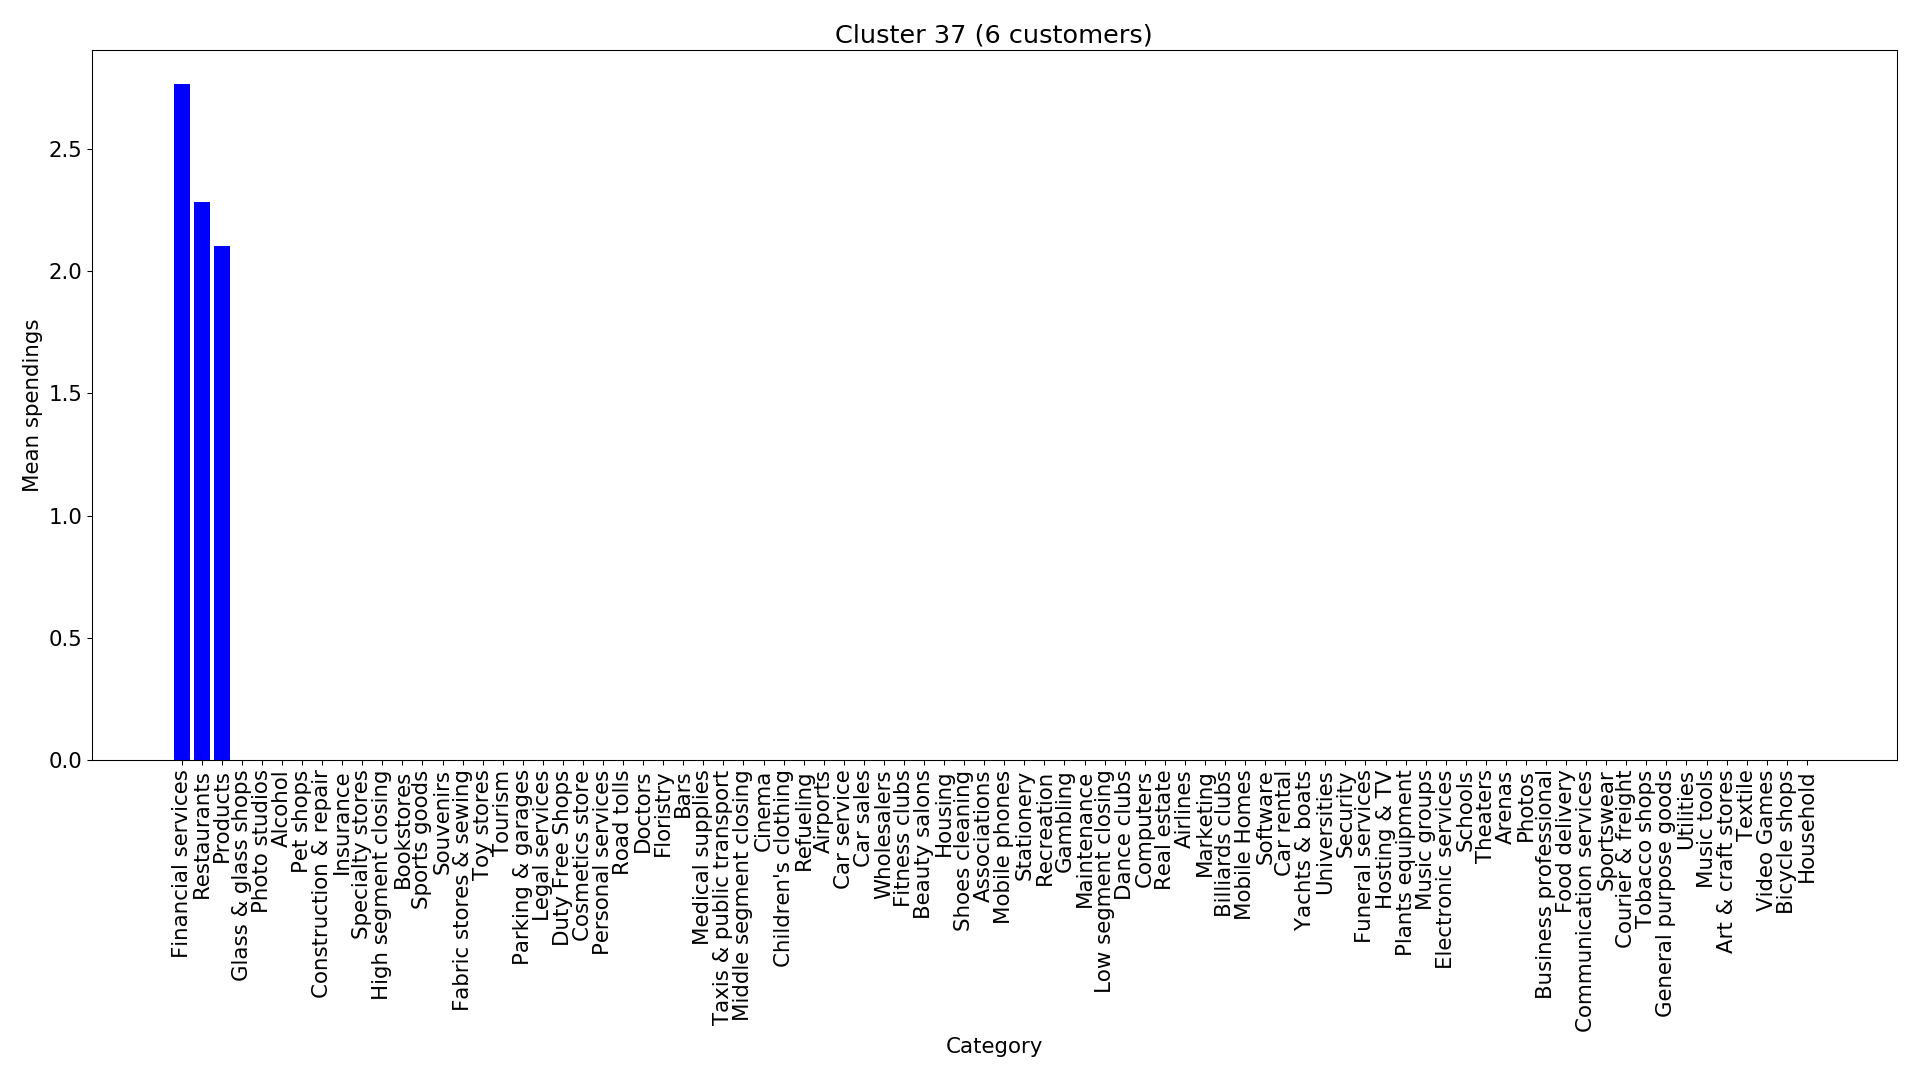 Cluster 37 (6 customers)
Mean spendings
2.5
2.0
1.5
1.0
0.5
0.0
Financial services
Restaurants
Products
Glass & glass shops
Photo studios
Alcohol
Pet shops
Construction & repair
Insurance
Specialty stores
High segment closing
Bookstores
Sports goods
Souvenirs
Fabric stores & sewing
Toy stores
Tourism
Parking & garages
Legal services
Duty Free Shops
Cosmetics store
Personal services
Road tolls
Doctors
Floristry
Bars
Medical supplies
Taxis & public transport
Middle segment closing
Cinema
Children's clothing
Refueling
Airports
Car service
Car sales
Wholesalers
Fitness clubs
Beauty salons
Housing
Shoes cleaning
Associations
Mobile phones
Stationery
Recreation
Gambling
Maintenance
Low segment closing
Dance clubs
Computers
Real estate
Airlines
Marketing
Billiards clubs
Mobile Homes
Software
Car rental
Yachts & boats
Universities
Security
Funeral services
Hosting & TV
Plants equipment
Music groups
Electronic services
Schools
Theaters
Arenas
Photos
Business professional
Food delivery
Communication services
Sportswear
Courier & freight
Tobacco shops
General purpose goods
Utilities
Music tools
Art & craft stores
Textile
Video Games
Bicycle shops
Household
Category